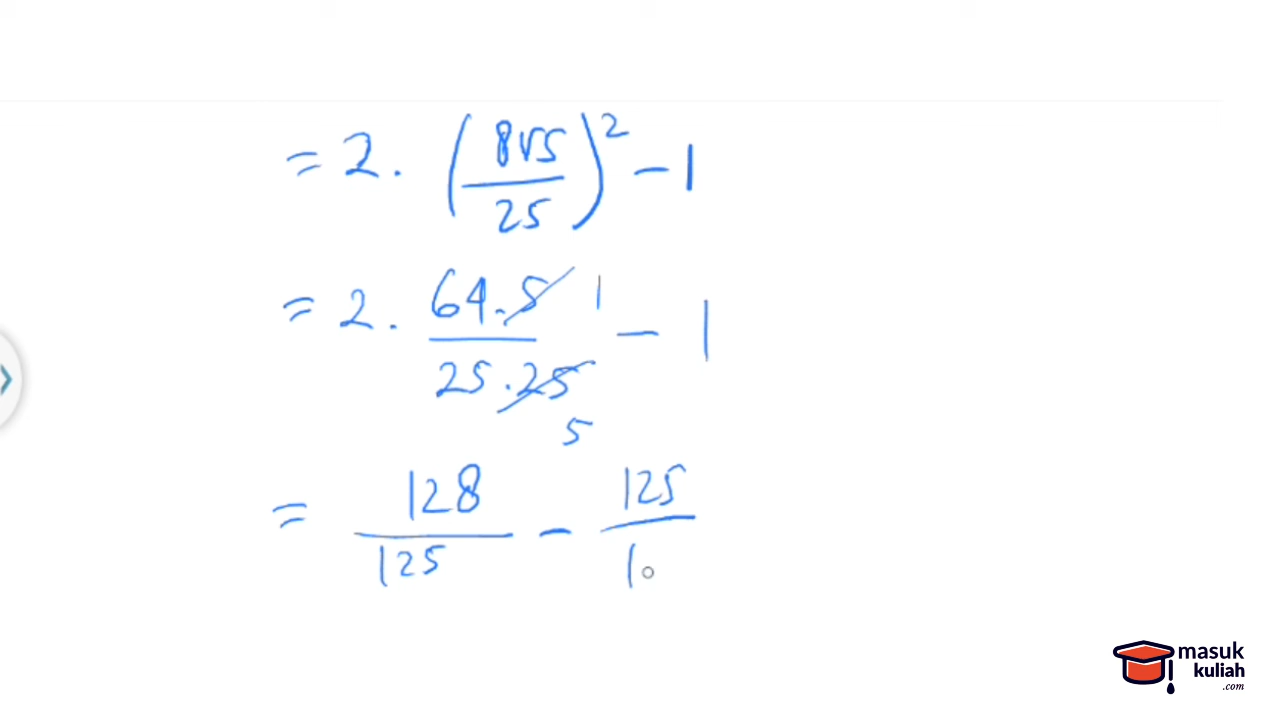 = 2 . (8√5/25)² - 1
= 2 . 64.5/25.25 - 1
1
5
= 128/125 - 125/1
masuk
kuliah
.com